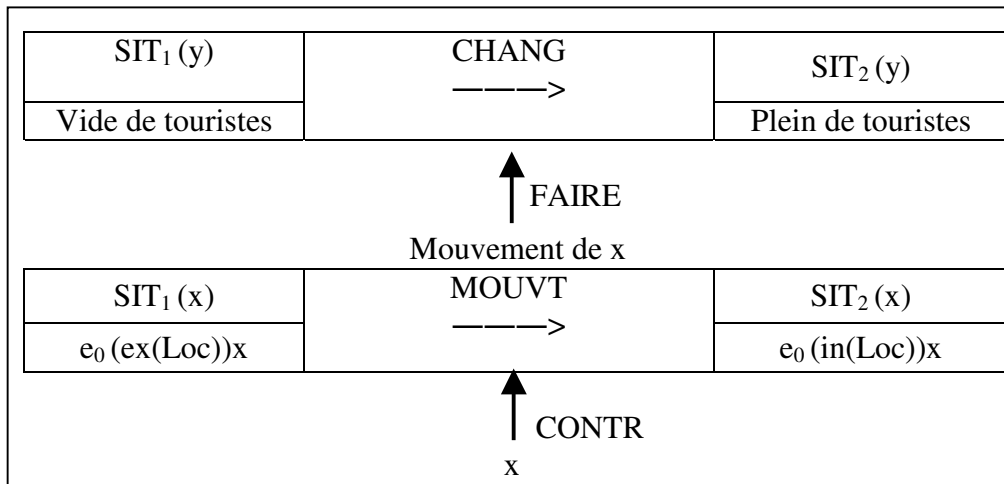 SIT₁ (y) CHANG SIT₂ (y)
———>
Vide de touristes Plein de touristes
FAIRE
Mouvement de x
SIT₁ (x) MOUVT SIT₂ (x)
———>
e₀ (ex(Loc))x e₀ (in(Loc))x
CONTR
x